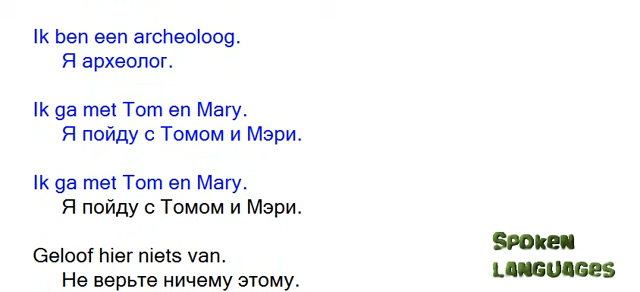 Ik ben een archeoloog.
Я археолог.
Ik ga met Tom en Mary.
Я пойду с Томом и Мэри.
Ik ga met Tom en Mary.
Я пойду с Томом и Мэри.
Geloof hier niets van.
Не верьте ничему этому.
SPOKEN
LANGUAGES